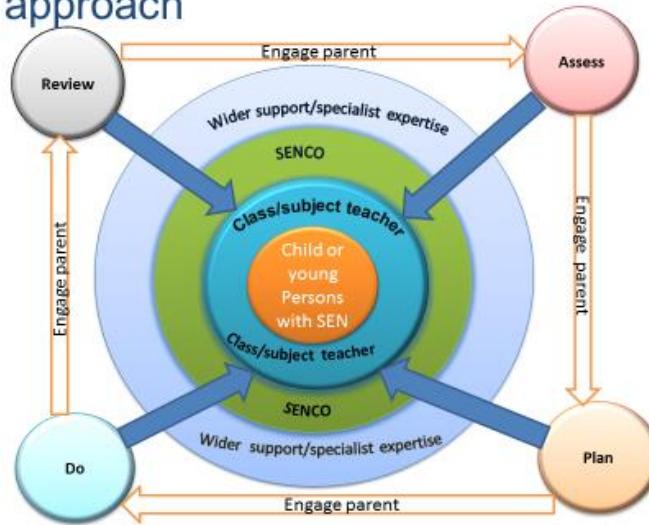 approach
Engage parent
Review
Assess
Wider support/specialist expertise
SENCO
Class/subject teacher
Child or
young
Persons
with SEN
Class/subject teacher
SENCO
Wider support/specialist expertise
Engage parent
Engage parent
Do
Plan
Engage parent